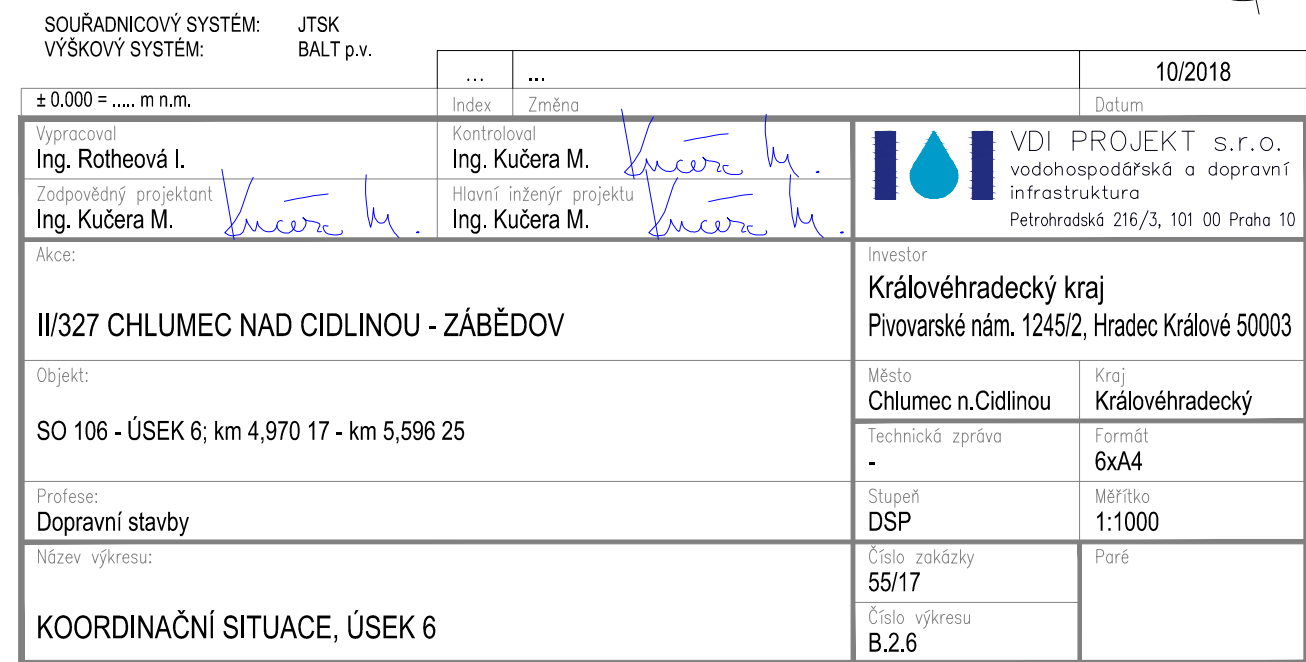 SOUŘADNICOVÝ SYSTÉM: JTSK
VÝŠKOVÝ SYSTÉM: BALT p.v.
... ... 10/2018
± 0.000 = ..... m n.m. Index Změna Datum
Vypracoval
Ing. Rotheová I.
Kontroloval
Ing. Kučera M.
Kučera M.
Zodpovědný projektant
Ing. Kučera M.
Kučera M.
Hlavní inženýr projektu
Ing. Kučera M.
Kučera M.
VDI PROJEKT s.r.o.
vodohospodářská a dopravní
infrastruktura
Petrohradská 216/3, 101 00 Praha 10
Akce:
II/327 CHLUMEC NAD CIDLINOU - ZÁBĚDOV
Investor
Královéhradecký kraj
Pivovarské nám. 1245/2, Hradec Králové 50003
Objekt:
SO 106 - ÚSEK 6; km 4,970 17 - km 5,596 25
Město
Chlumec n.Cidlinou
Kraj
Královéhradecký
Technická zpráva
-
Formát
6xA4
Profese:
Dopravní stavby
Stupeň
DSP
Měřítko
1:1000
Název výkresu:
KOORDINAČNÍ SITUACE, ÚSEK 6
Číslo zakázky
55/17
Číslo výkresu
B.2.6
Paré